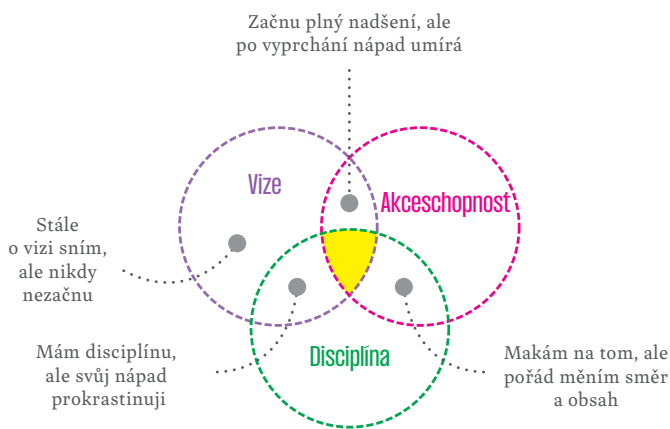 Začnu plný nadšení, ale
po vyprchání nápad umírá
Vize
Akceschopnost
Stále
o vizi sním,
ale nikdy
nezačnu
Mám disciplínu,
ale svůj nápad
prokrastinuji
Disciplína
Makám na tom, ale
pořád měním směr
a obsah